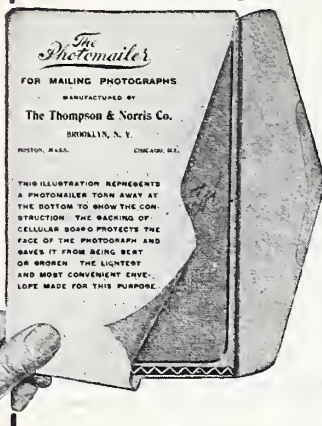 The
Photomailer
FOR MAILING PHOTOGRAPHS
MANUFACTURED BY
The Thompson & Norris Co.
BROOKLYN, N. Y.
BOSTON, MASS. CHICAGO, ILL.
THIS ILLUSTRATION REPRESENTS
A PHOTOMAILER TORN AWAY AT
THE BOTTOM TO SHOW THE CON-
STRUCTION THE BACKING OF
CELLULAR BOARD PROTECTS THE
FACE OF THE PHOTOGRAPH AND
SAVES IT FROM BEING BENT
OR BROKEN THE LIGHTEST
AND MOST CONVENIENT ENVE-
LOPE MADE FOR THIS PURPOSE.